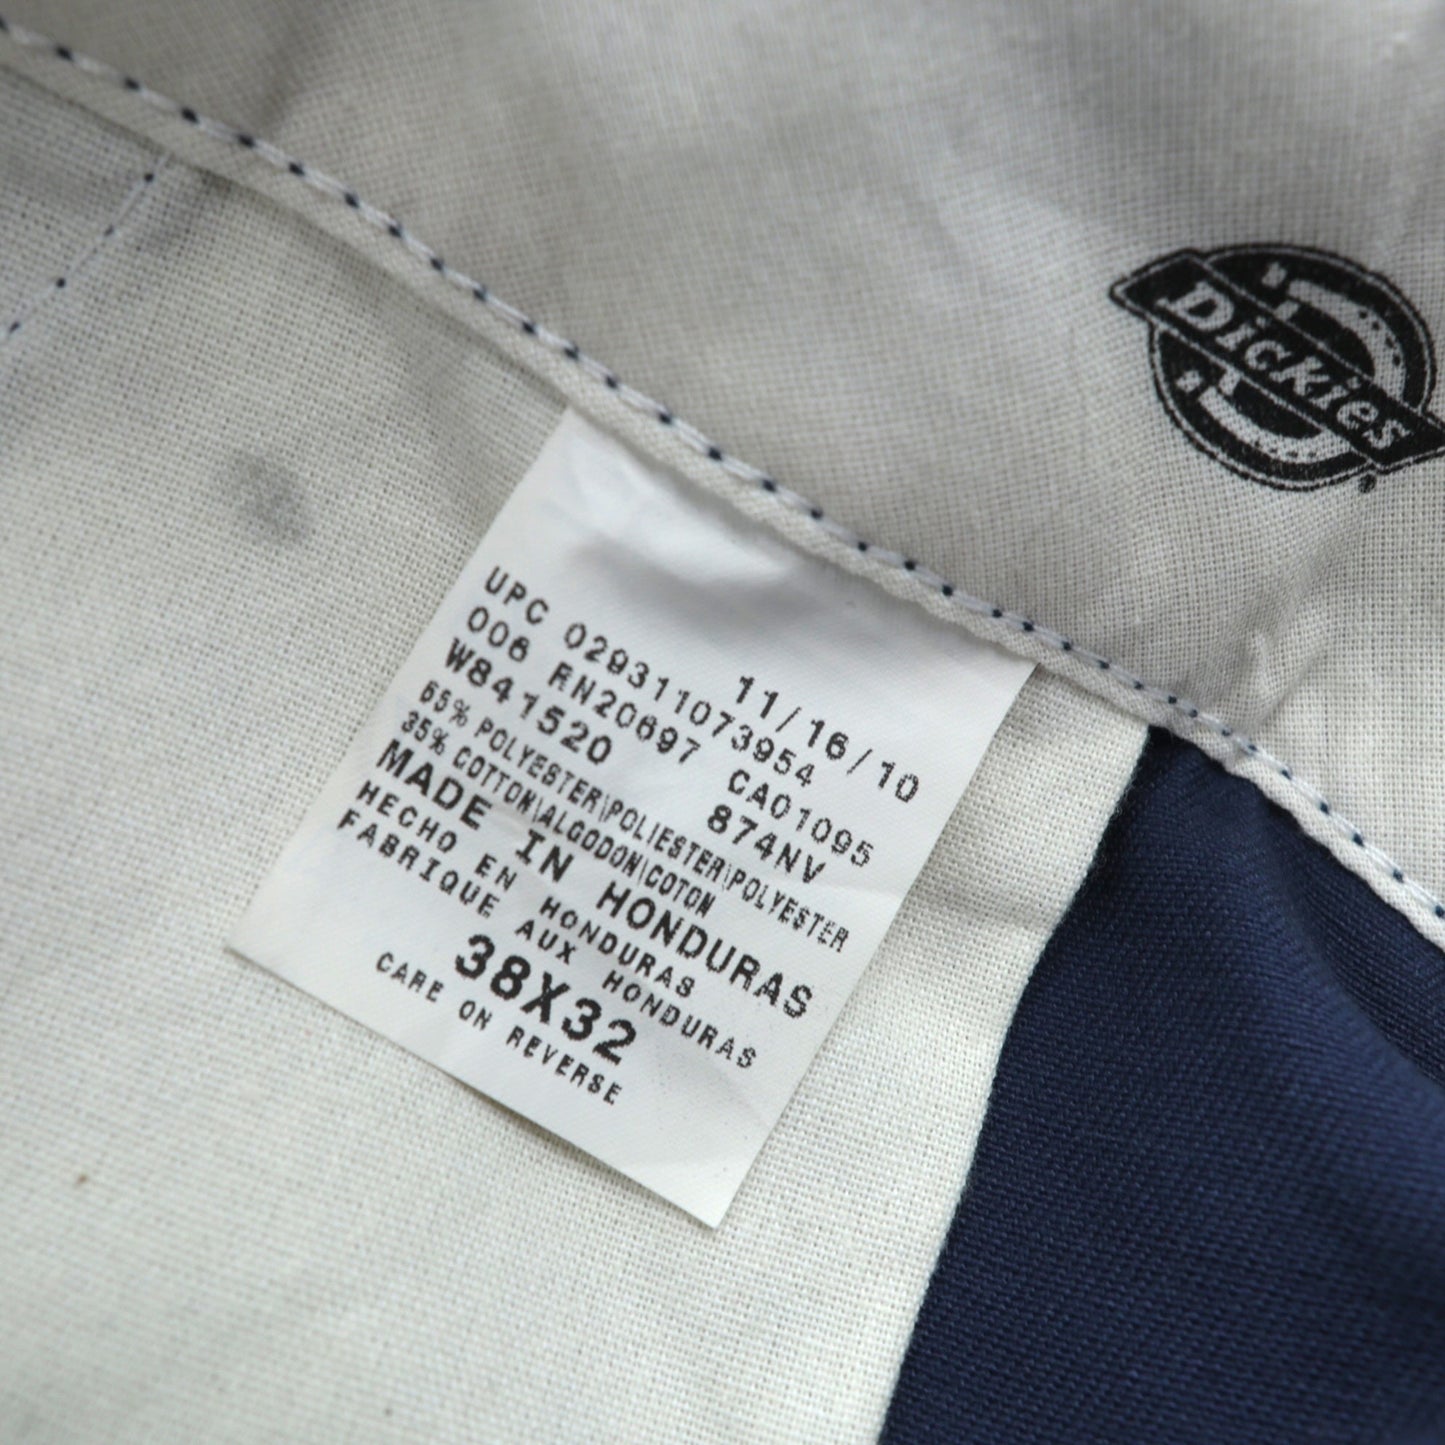 Dickies
®
11/16/10
UPC 029311073954
006 RN20697 CA01095
W841520 874NV
65% POLYESTER\POLIESTER\POLYESTER
35% COTTON\ALGODON\COTON
MADE IN HONDURAS
HECHO EN HONDURAS
FABRIQUE AUX HONDURAS
38X32
CARE ON REVERSE